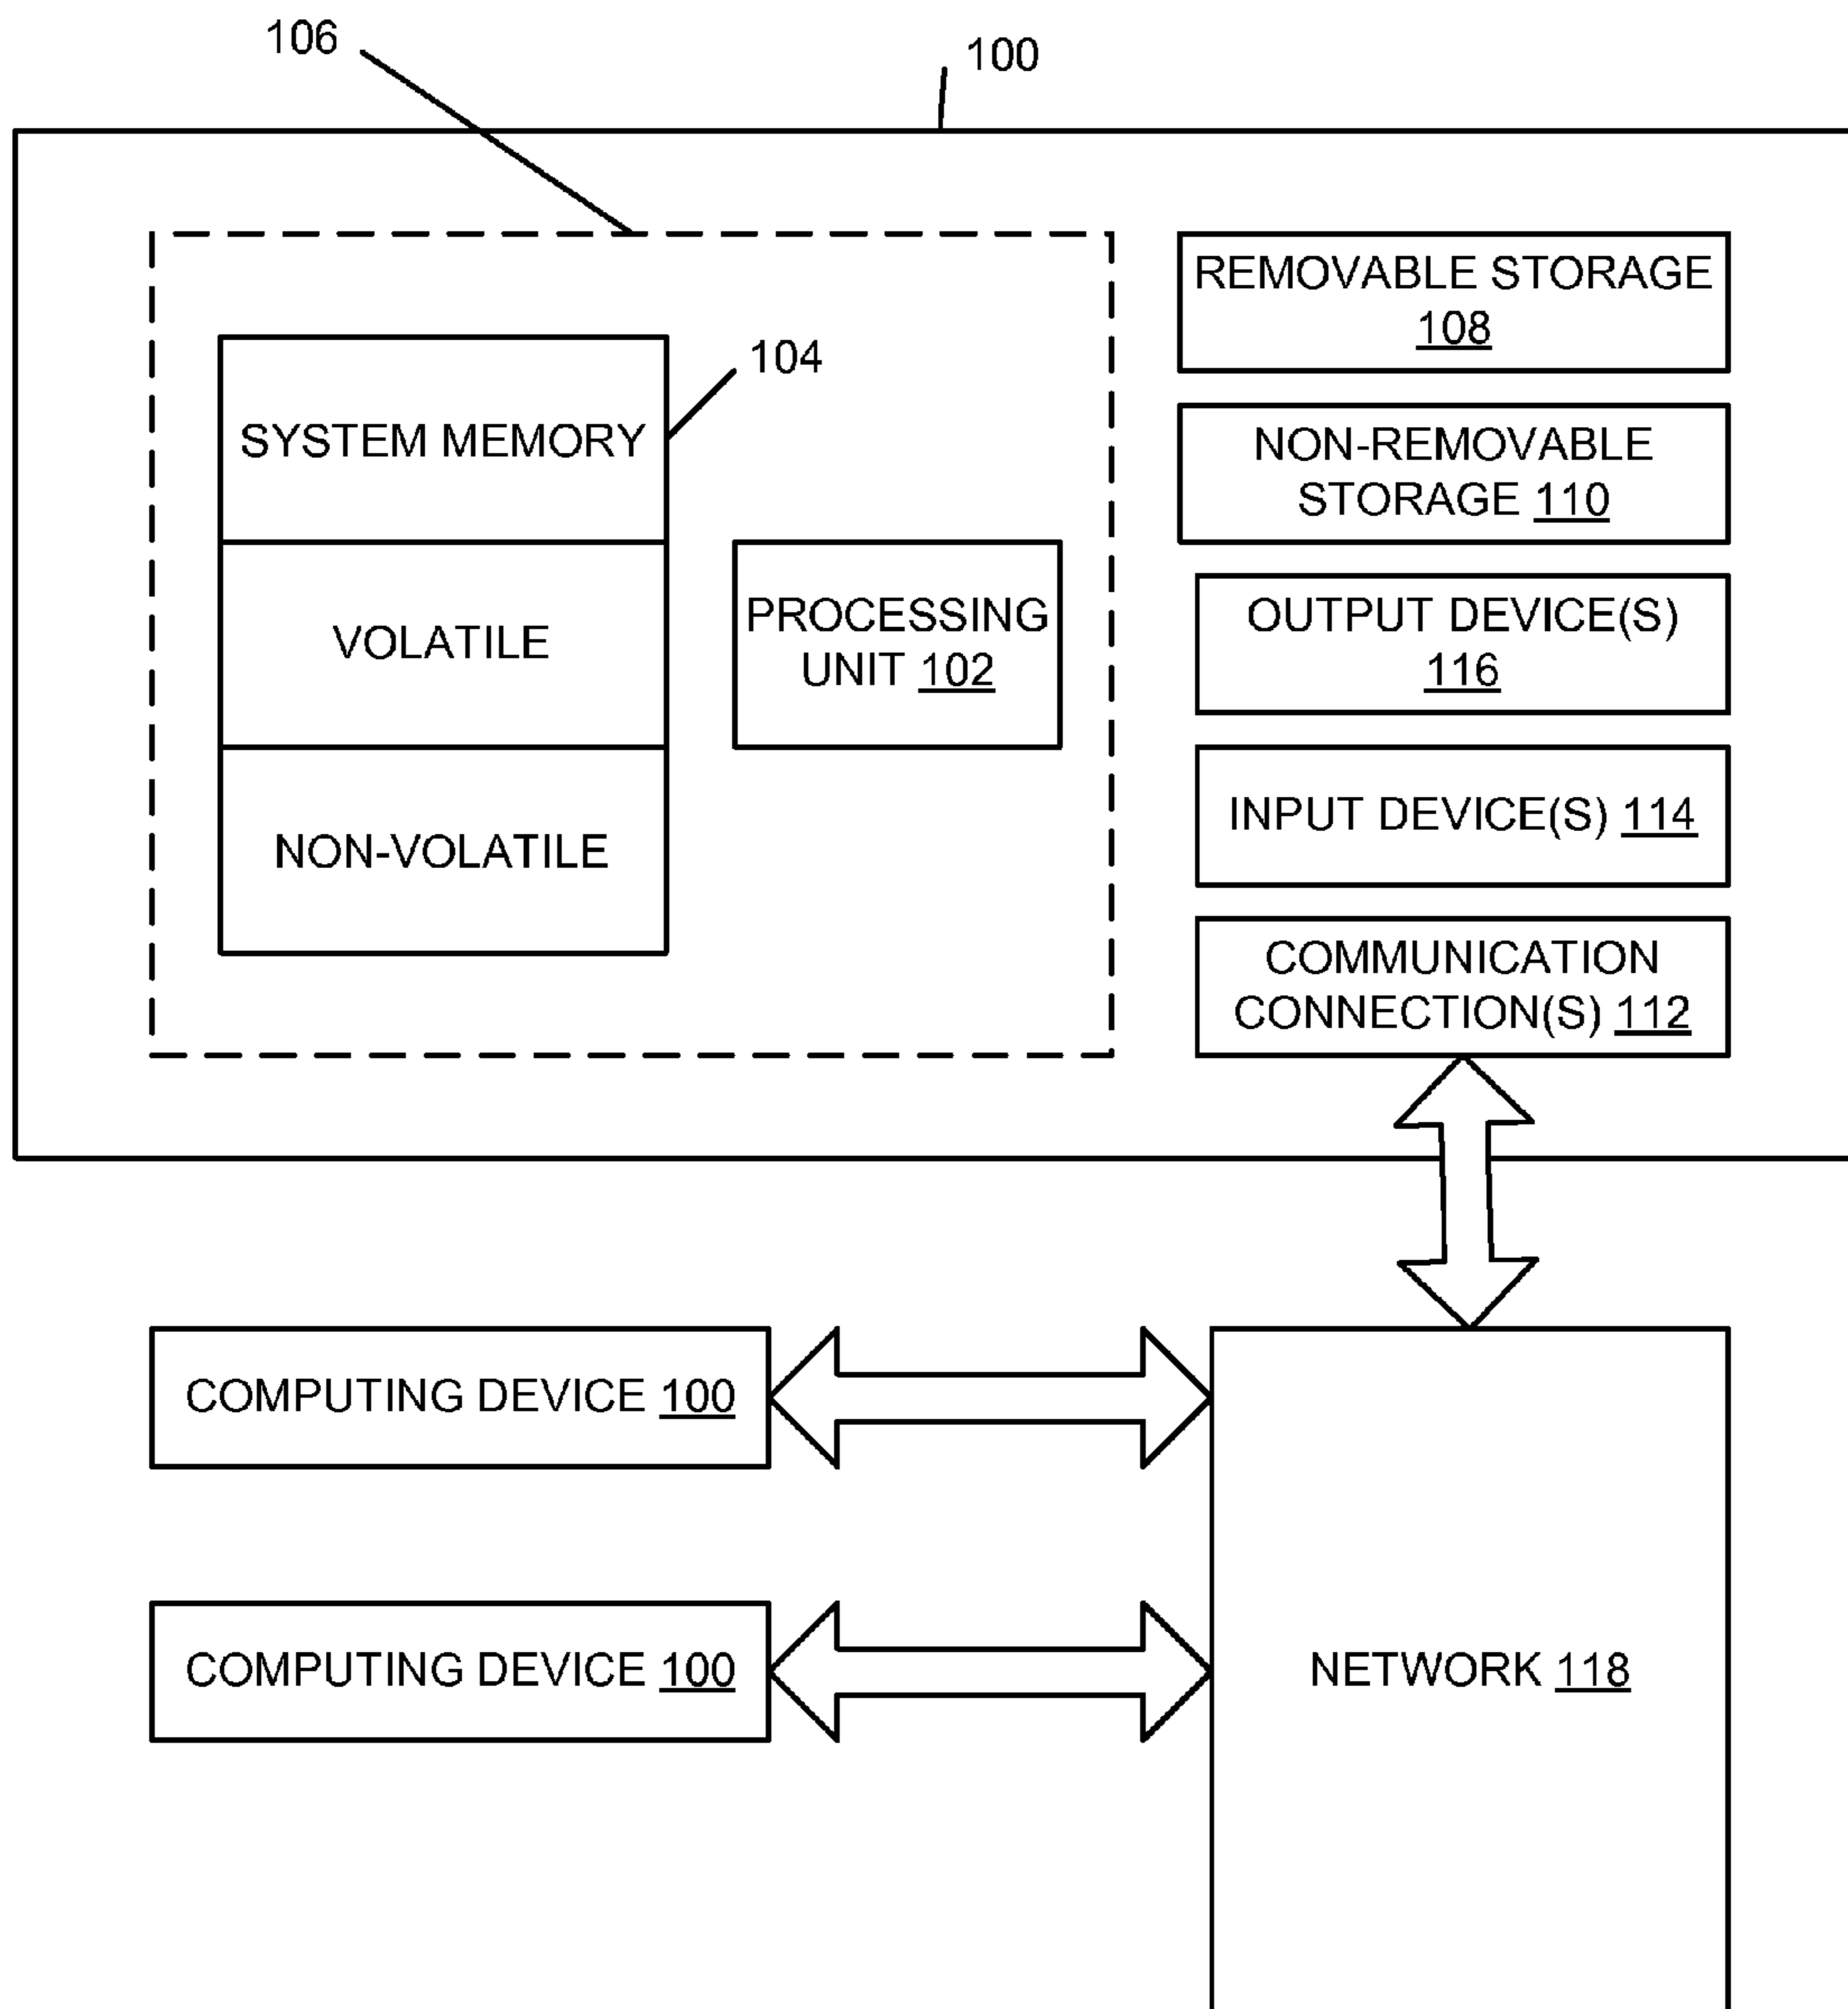 106
100
REMOVABLE STORAGE
108
104
SYSTEM MEMORY
NON-REMOVABLE
STORAGE 110
VOLATILE
PROCESSING
UNIT 102
OUTPUT DEVICE(S)
116
NON-VOLATILE
INPUT DEVICE(S) 114
COMMUNICATION
CONNECTION(S) 112
COMPUTING DEVICE 100
COMPUTING DEVICE 100
NETWORK 118